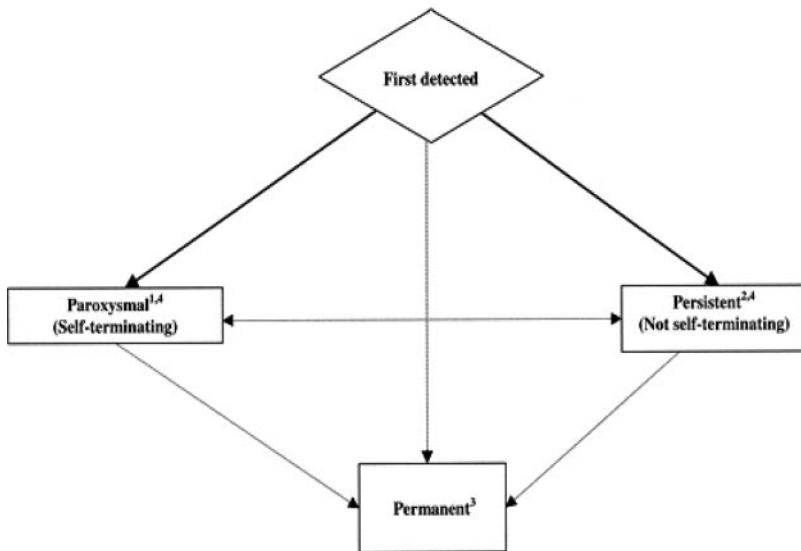 First detected
Paroxysmal¹,⁴
(Self-terminating)
Persistent²,⁴
(Not self-terminating)
Permanent³